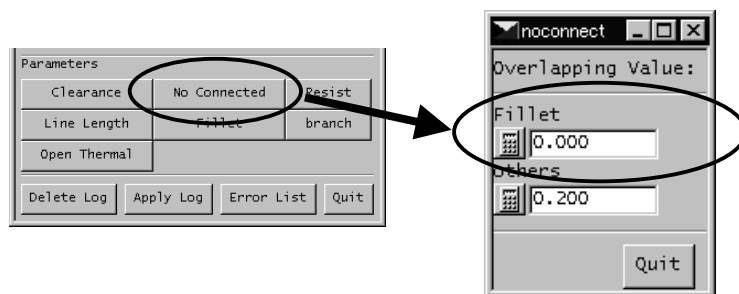 Parameters
Clearance No Connected Resist
Line Length Fillet branch
Open Thermal
Delete Log Apply Log Error List Quit
noconnect
Overlapping Value:
Fillet
0.000
Others
0.200
Quit